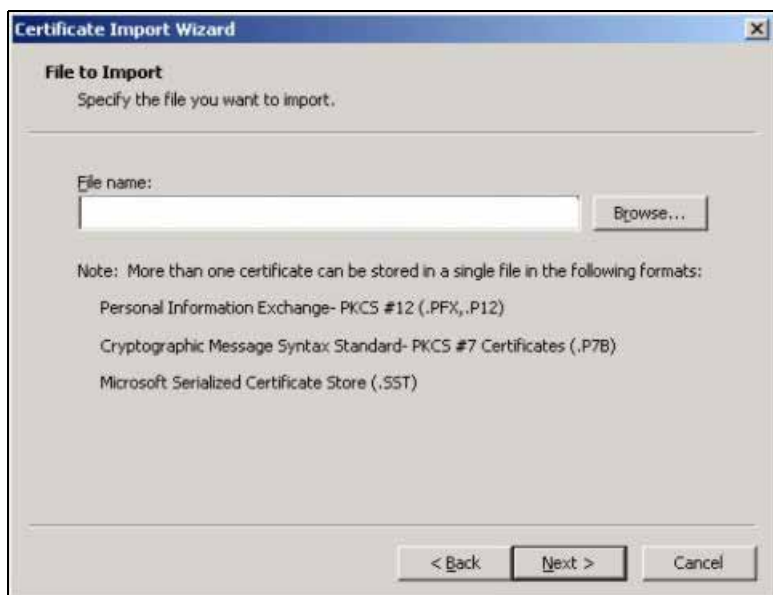 Certificate Import Wizard
File to Import
Specify the file you want to import.
File name:
Browse...
Note: More than one certificate can be stored in a single file in the following formats:
Personal Information Exchange- PKCS #12 (.PFX,.P12)
Cryptographic Message Syntax Standard- PKCS #7 Certificates (.P7B)
Microsoft Serialized Certificate Store (.SST)
< Back Next > Cancel